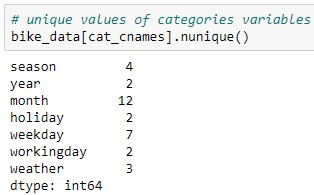 # unique values of categories variables
bike_data[cat_cnames].nunique()
season 4
year 2
month 12
holiday 2
weekday 7
workingday 2
weather 3
dtype: int64